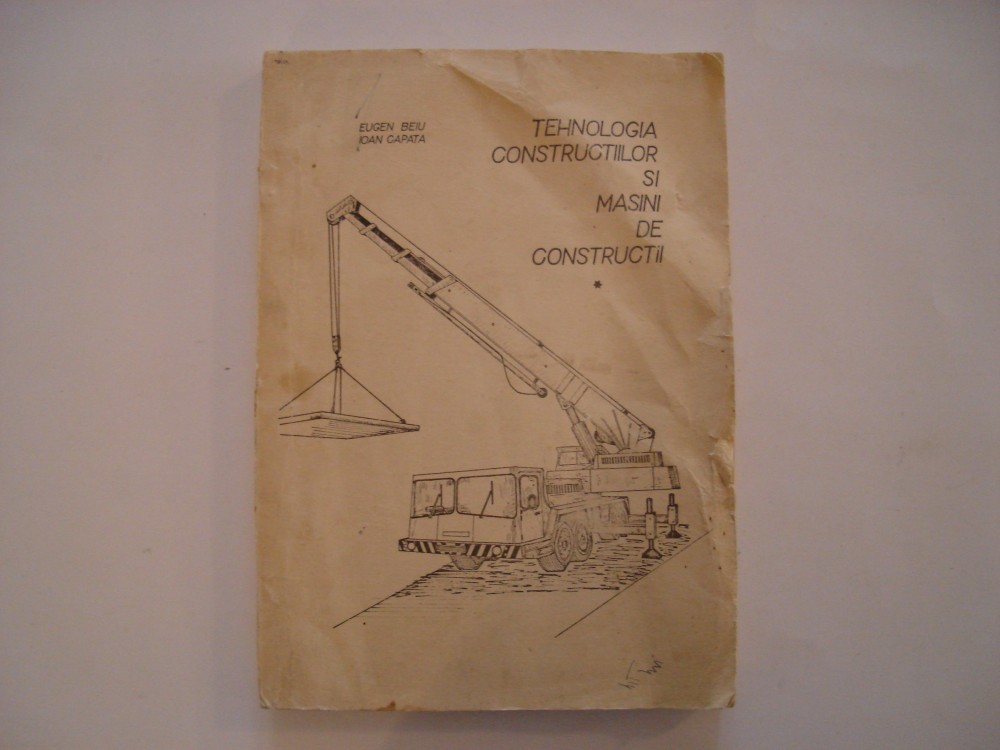 EUGEN BEIU
IOAN CAPATA
TEHNOLOGIA
CONSTRUCTIILOR
SI
MASINI
DE
CONSTRUCTII
*